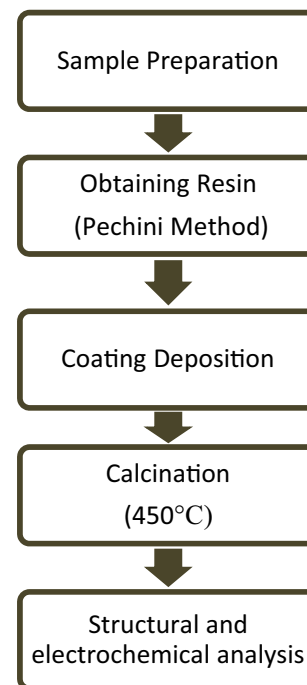 Sample Preparation
Obtaining Resin
(Pechini Method)
Coating Deposition
Calcination
(450°C)
Structural and
electrochemical analysis